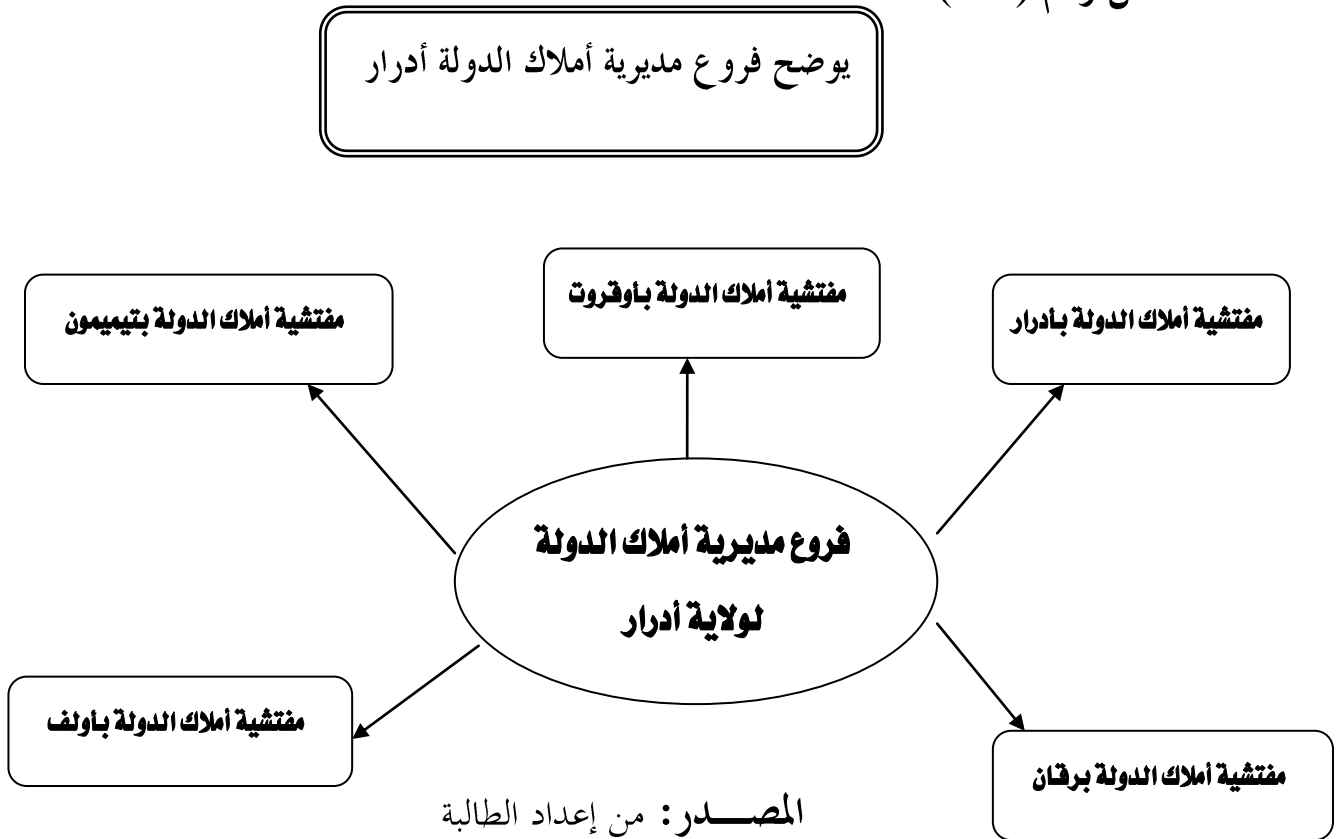 يوضح فروع مديرية أملاك الدولة أدرار
مفتشية أملاك الدولة بأدرار
مفتشية أملاك الدولة بأوقروت
مفتشية أملاك الدولة بتيميمون
فروع مديرية أملاك الدولة
لولاية أدرار
مفتشية أملاك الدولة برقان
مفتشية أملاك الدولة بأولف
المصـــدر: من إعداد الطالبة